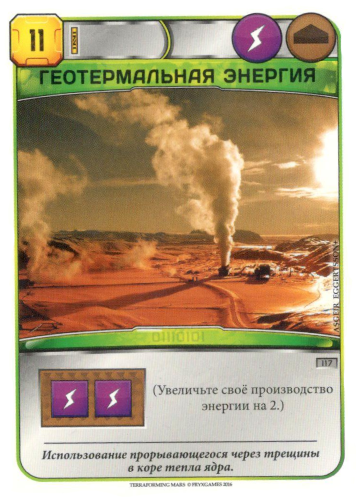 11
ГЕОТЕРМАЛЬНАЯ ЭНЕРГИЯ
117
(Увеличьте своё производство
энергии на 2.)
Использование прорывающегося через трещины
в коре тепла ядра.
TERRAFORMING MARS © FRYXGAMES 2016